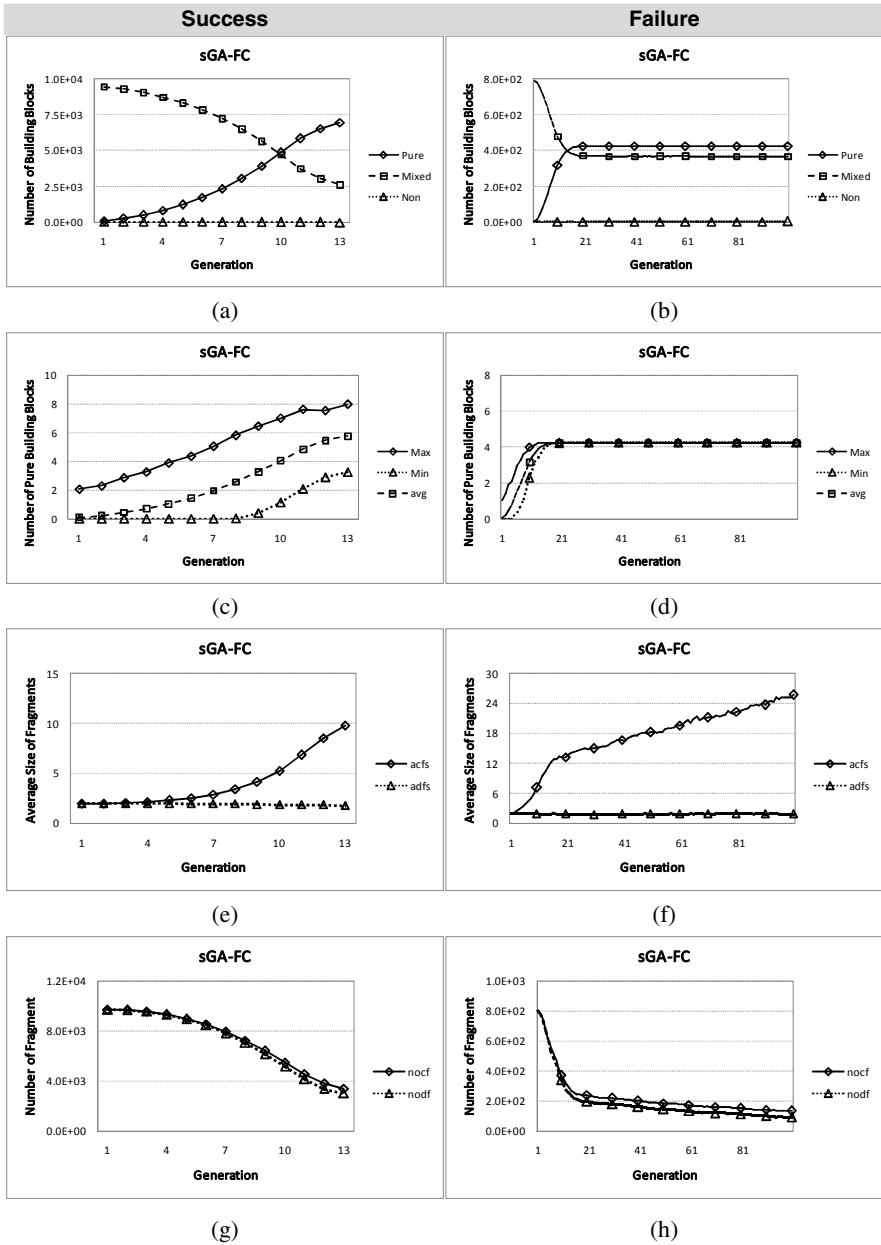 Success
Failure
sGA-FC
Number of Building Blocks
1.0E+04
7.5E+03
5.0E+03
2.5E+03
0.0E+00
1 4 7 10 13
Generation
Pure
Mixed
Non
(a)
sGA-FC
Number of Building Blocks
8.0E+02
6.0E+02
4.0E+02
2.0E+02
0.0E+00
1 21 41 61 81
Generation
Pure
Mixed
Non
(b)
sGA-FC
Number of Pure Building Blocks
10
8
6
4
2
0
1 4 7 10 13
Generation
Max
Min
avg
(c)
sGA-FC
Number of Pure Building Blocks
8
6
4
2
0
1 21 41 61 81
Generation
Max
Min
avg
(d)
sGA-FC
Average Size of Fragments
15
10
5
0
1 4 7 10 13
Generation
acfs
adfs
(e)
sGA-FC
Average Size of Fragments
30
24
18
12
6
0
1 21 41 61 81
Generation
acfs
adfs
(f)
sGA-FC
Number of Fragment
1.2E+04
8.0E+03
4.0E+03
0.0E+00
1 4 7 10 13
Generation
nocf
nodf
(g)
sGA-FC
Number of Fragment
1.0E+03
8.0E+02
6.0E+02
4.0E+02
2.0E+02
0.0E+00
1 21 41 61 81
Generation
nocf
nodf
(h)